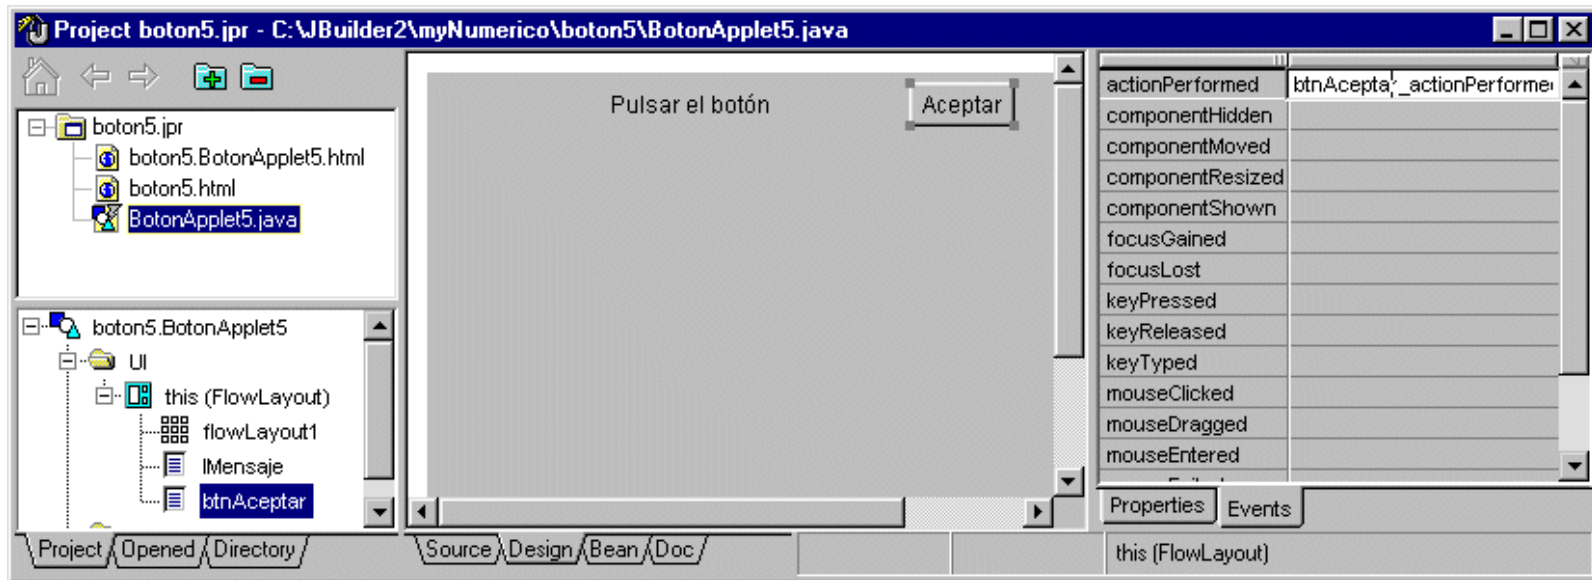 Project boton5.jpr - C:\JBuilder2\myNumerico\boton5\BotonApplet5.java
boton5.jpr
boton5.BotonApplet5.html
boton5.html
BotonApplet5.java
boton5.BotonApplet5
UI
this (FlowLayout)
flowLayout1
lMensaje
btnAceptar
Project
Opened
Directory
Pulsar el botón
Aceptar
Source
Design
Bean
Doc
actionPerformed
btnAceptar_actionPerformed
componentHidden
componentMoved
componentResized
componentShown
focusGained
focusLost
keyPressed
keyReleased
keyTyped
mouseClicked
mouseDragged
mouseEntered
Properties
Events
this (FlowLayout)